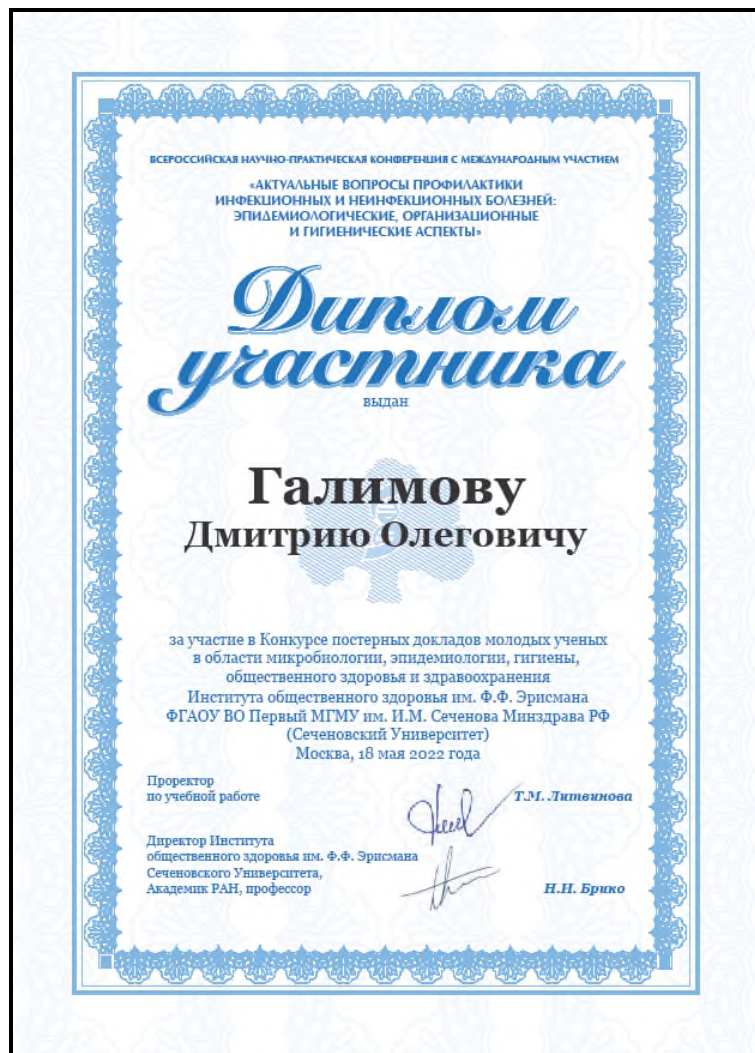 ВСЕРОССИЙСКАЯ НАУЧНО-ПРАКТИЧЕСКАЯ КОНФЕРЕНЦИЯ С МЕЖДУНАРОДНЫМ УЧАСТИЕМ
«АКТУАЛЬНЫЕ ВОПРОСЫ ПРОФИЛАКТИКИ
ИНФЕКЦИОННЫХ И НЕИНФЕКЦИОННЫХ БОЛЕЗНЕЙ:
ЭПИДЕМИОЛОГИЧЕСКИЕ, ОРГАНИЗАЦИОННЫЕ
И ГИГИЕНИЧЕСКИЕ АСПЕКТЫ»
Диплом
участника
выдан
Галимову
Дмитрию Олеговичу
за участие в Конкурсе постерных докладов молодых ученых
в области микробиологии, эпидемиологии, гигиены,
общественного здоровья и здравоохранения
Института общественного здоровья им. Ф.Ф. Эрисмана
ФГАОУ ВО Первый МГМУ им. И.М. Сеченова Минздрава РФ
(Сеченовский Университет)
Москва, 18 мая 2022 года
Проректор
по учебной работе
Т.М. Литвинова
Директор Института
общественного здоровья им. Ф.Ф. Эрисмана
Сеченовского Университета,
Академик РАН, профессор
Н.И. Брико